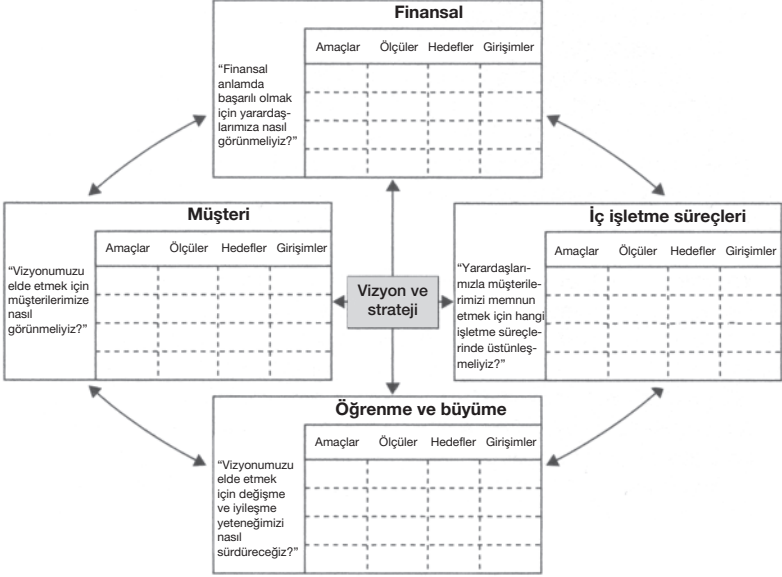 Finansal
Amaçlar Ölçüler Hedefler Girişimler
“Finansal
anlamda
başarılı olmak
için yarardaş-
larımıza nasıl
görünmeliyiz?”
Müşteri
Amaçlar Ölçüler Hedefler Girişimler
“Vizyonumuzu
elde etmek için
müşterilerimize
nasıl
görünmeliyiz?”
Vizyon ve
strateji
İç işletme süreçleri
Amaçlar Ölçüler Hedefler Girişimler
“Yarardaşları-
mızla müşterile-
rimizi memnun
etmek için hangi
işletme süreçle-
rinde üstünleş-
meliyiz?”
Öğrenme ve büyüme
Amaçlar Ölçüler Hedefler Girişimler
“Vizyonumuzu
elde etmek
için değişme
ve iyileşme
yeteneğimizi
nasıl
sürdüreceğiz?”